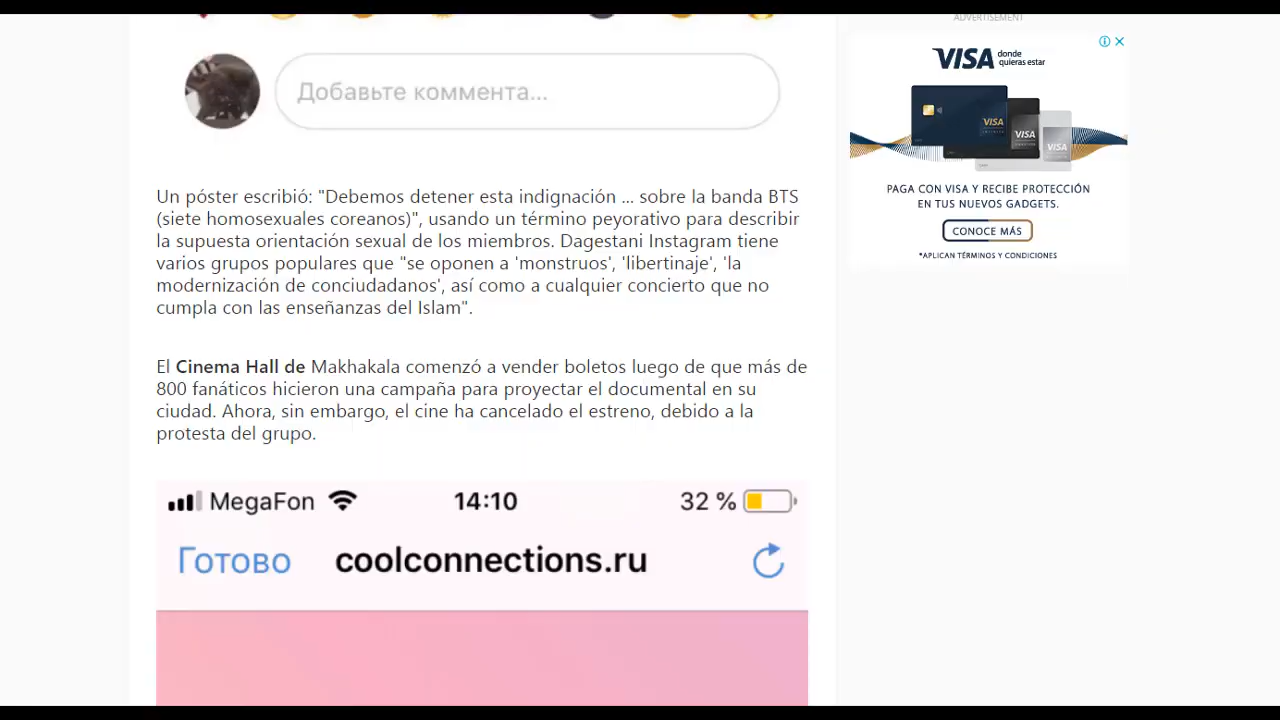 ADVERTISEMENT
Добавьте коммента...
VISA donde
quieras estar
VISA
VISA
VISA
PAGA CON VISA Y RECIBE PROTECCIÓN
EN TUS NUEVOS GADGETS.
CONOCE MÁS
*APLICAN TÉRMINOS Y CONDICIONES
Un póster escribió: "Debemos detener esta indignación ... sobre la banda BTS
(siete homosexuales coreanos)", usando un término peyorativo para describir
la supuesta orientación sexual de los miembros. Dagestani Instagram tiene
varios grupos populares que "se oponen a 'monstruos', 'libertinaje', 'la
modernización de conciudadanos', así como a cualquier concierto que no
cumpla con las enseñanzas del Islam".
El Cinema Hall de Makhakala comenzó a vender boletos luego de que más de
800 fanáticos hicieron una campaña para proyectar el documental en su
ciudad. Ahora, sin embargo, el cine ha cancelado el estreno, debido a la
protesta del grupo.
MegaFon 14:10 32 %
Готово coolconnections.ru